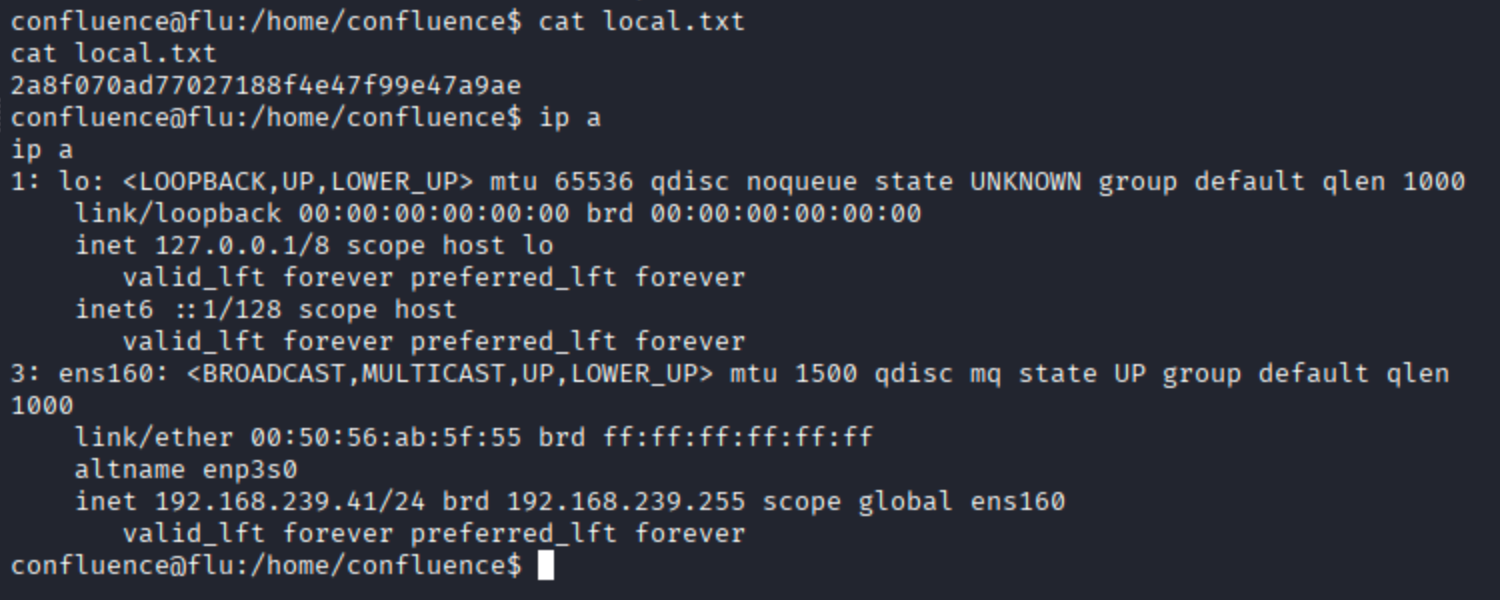 confluence@flu:/home/confluence$ cat local.txt
cat local.txt
2a8f070ad77027188f4e47f99e47a9ae
confluence@flu:/home/confluence$ ip a
ip a
1: lo: <LOOPBACK,UP,LOWER_UP> mtu 65536 qdisc noqueue state UNKNOWN group default qlen 1000
    link/loopback 00:00:00:00:00:00 brd 00:00:00:00:00:00
    inet 127.0.0.1/8 scope host lo
       valid_lft forever preferred_lft forever
    inet6 ::1/128 scope host
       valid_lft forever preferred_lft forever
3: ens160: <BROADCAST,MULTICAST,UP,LOWER_UP> mtu 1500 qdisc mq state UP group default qlen
1000
    link/ether 00:50:56:ab:5f:55 brd ff:ff:ff:ff:ff:ff
    altname enp3s0
    inet 192.168.239.41/24 brd 192.168.239.255 scope global ens160
       valid_lft forever preferred_lft forever
confluence@flu:/home/confluence$